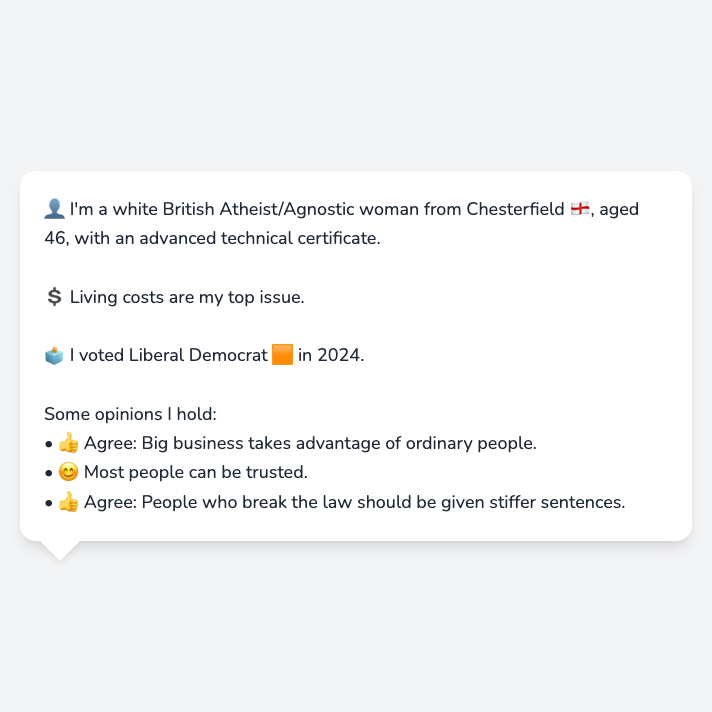 👤 I'm a white British Atheist/Agnostic woman from Chesterfield 🏴󠁧󠁢󠁥󠁮󠁧󠁿, aged
46, with an advanced technical certificate.
💲 Living costs are my top issue.
🗳️ I voted Liberal Democrat 🟧 in 2024.
Some opinions I hold:
• 👍 Agree: Big business takes advantage of ordinary people.
• 😊 Most people can be trusted.
• 👍 Agree: People who break the law should be given stiffer sentences.